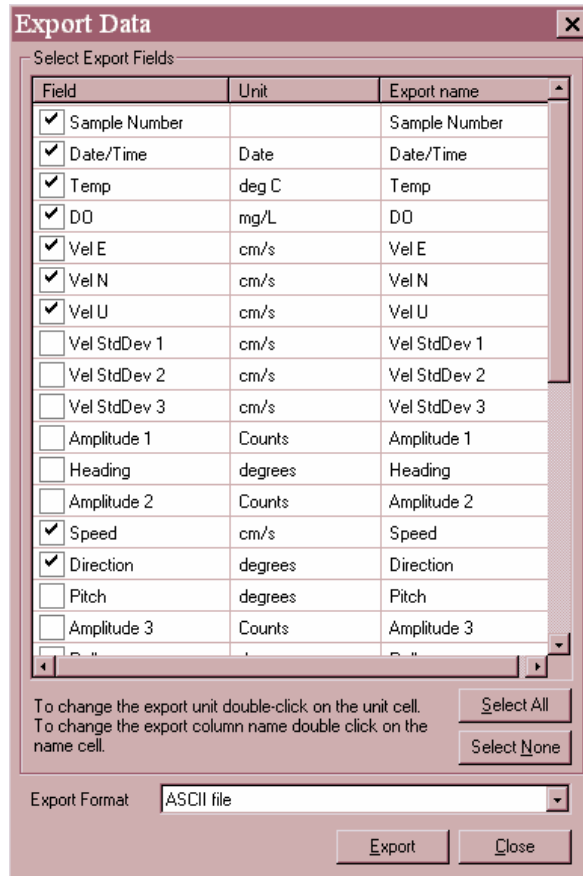 Export Data
Select Export Fields
Field Unit Export name
Sample Number Sample Number
Date/Time Date Date/Time
Temp deg C Temp
DO mg/L DO
Vel E cm/s Vel E
Vel N cm/s Vel N
Vel U cm/s Vel U
Vel StdDev 1 cm/s Vel StdDev 1
Vel StdDev 2 cm/s Vel StdDev 2
Vel StdDev 3 cm/s Vel StdDev 3
Amplitude 1 Counts Amplitude 1
Heading degrees Heading
Amplitude 2 Counts Amplitude 2
Speed cm/s Speed
Direction degrees Direction
Pitch degrees Pitch
Amplitude 3 Counts Amplitude 3
To change the export unit double-click on the unit cell.
To change the export column name double click on the
name cell.
Select All
Select None
Export Format ASCII file
Export Close